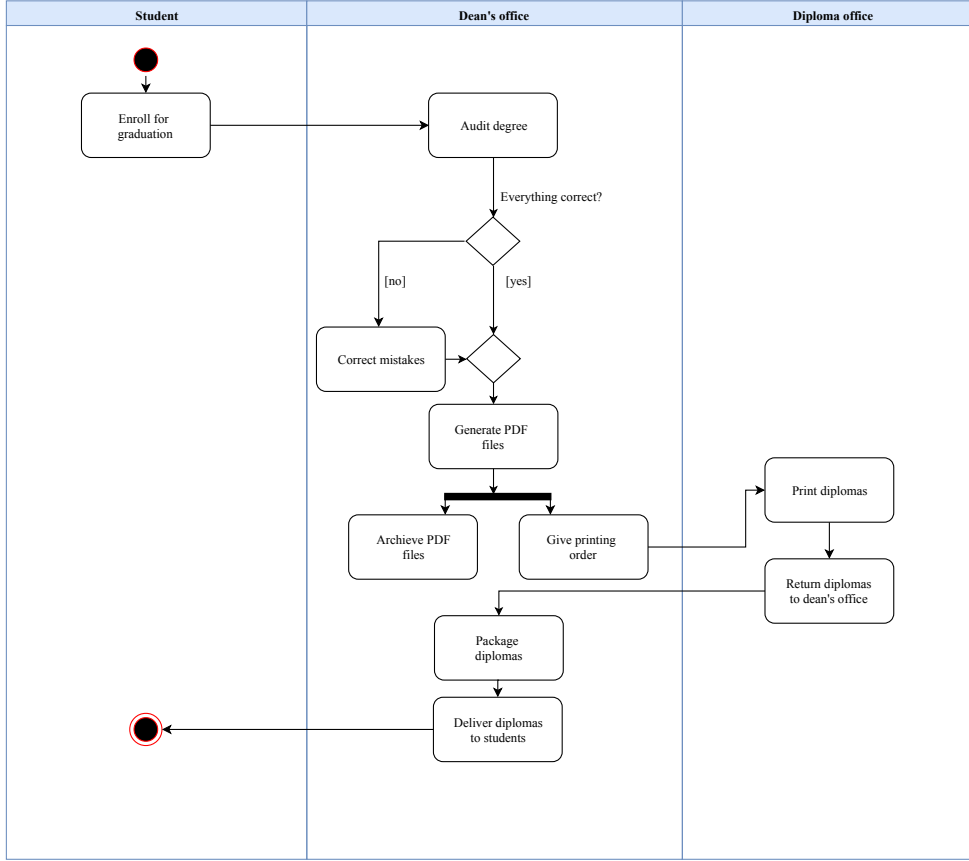 Student
Dean's office
Diploma office
Enroll for
graduation
Audit degree
Everything correct?
[no]
[yes]
Correct mistakes
Generate PDF
files
Archieve PDF
files
Give printing
order
Print diplomas
Return diplomas
to dean's office
Package
diplomas
Deliver diplomas
to students